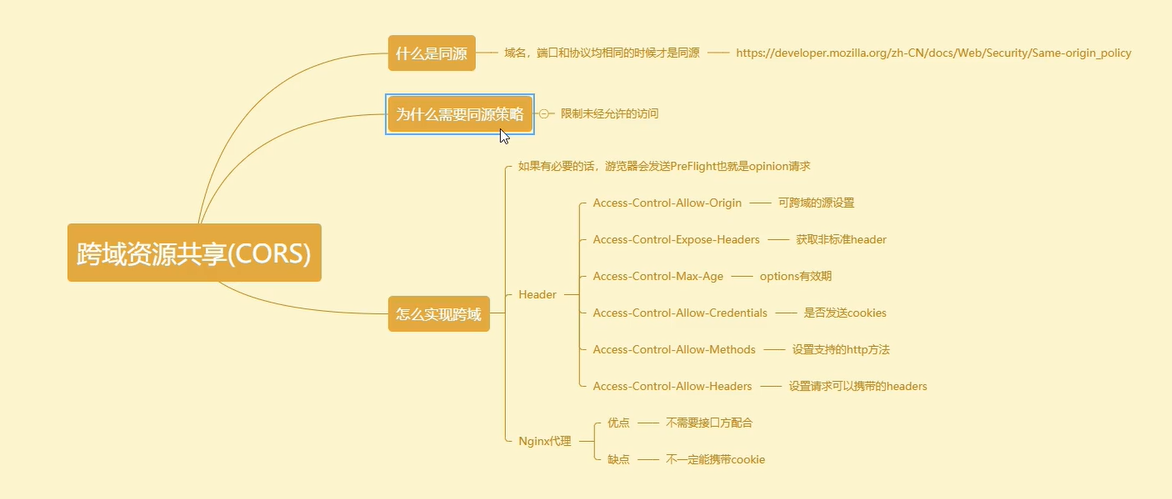 跨域资源共享(CORS)
什么是同源
域名，端口和协议均相同的时候才是同源
https://developer.mozilla.org/zh-CN/docs/Web/Security/Same-origin_policy
为什么需要同源策略
限制未经允许的访问
怎么实现跨域
如果有必要的话，游览器会发送PreFlight也就是opinion请求
Header
Access-Control-Allow-Origin
可跨域的源设置
Access-Control-Expose-Headers
获取非标准header
Access-Control-Max-Age
options有效期
Access-Control-Allow-Credentials
是否发送cookies
Access-Control-Allow-Methods
设置支持的http方法
Access-Control-Allow-Headers
设置请求可以携带的headers
Nginx代理
优点
不需要接口方配合
缺点
不一定能携带cookie